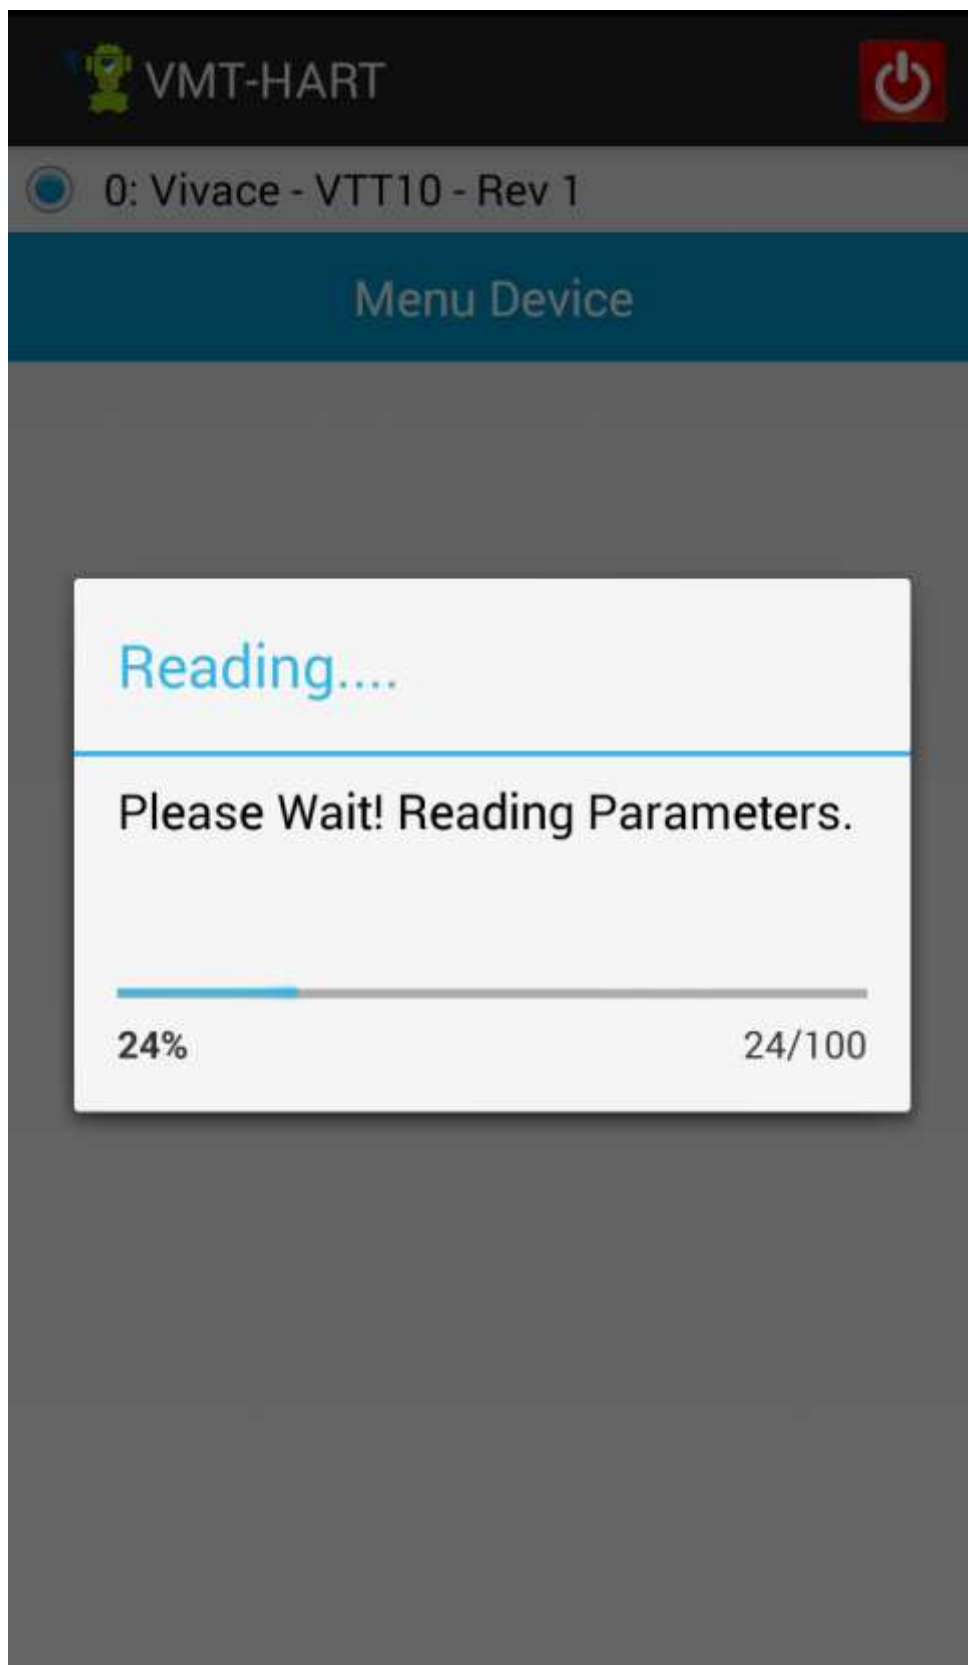 VMT-HART
0: Vivace - VTT10 - Rev 1
Menu Device
Reading....
Please Wait! Reading Parameters.
24% 24/100